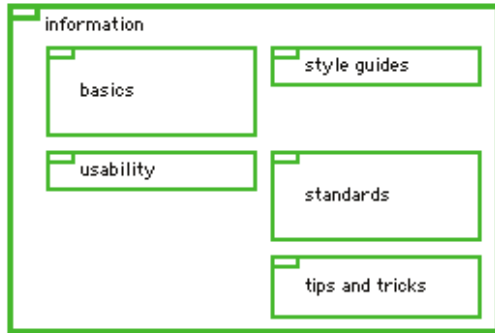 information
basics
style guides
usability
standards
tips and tricks